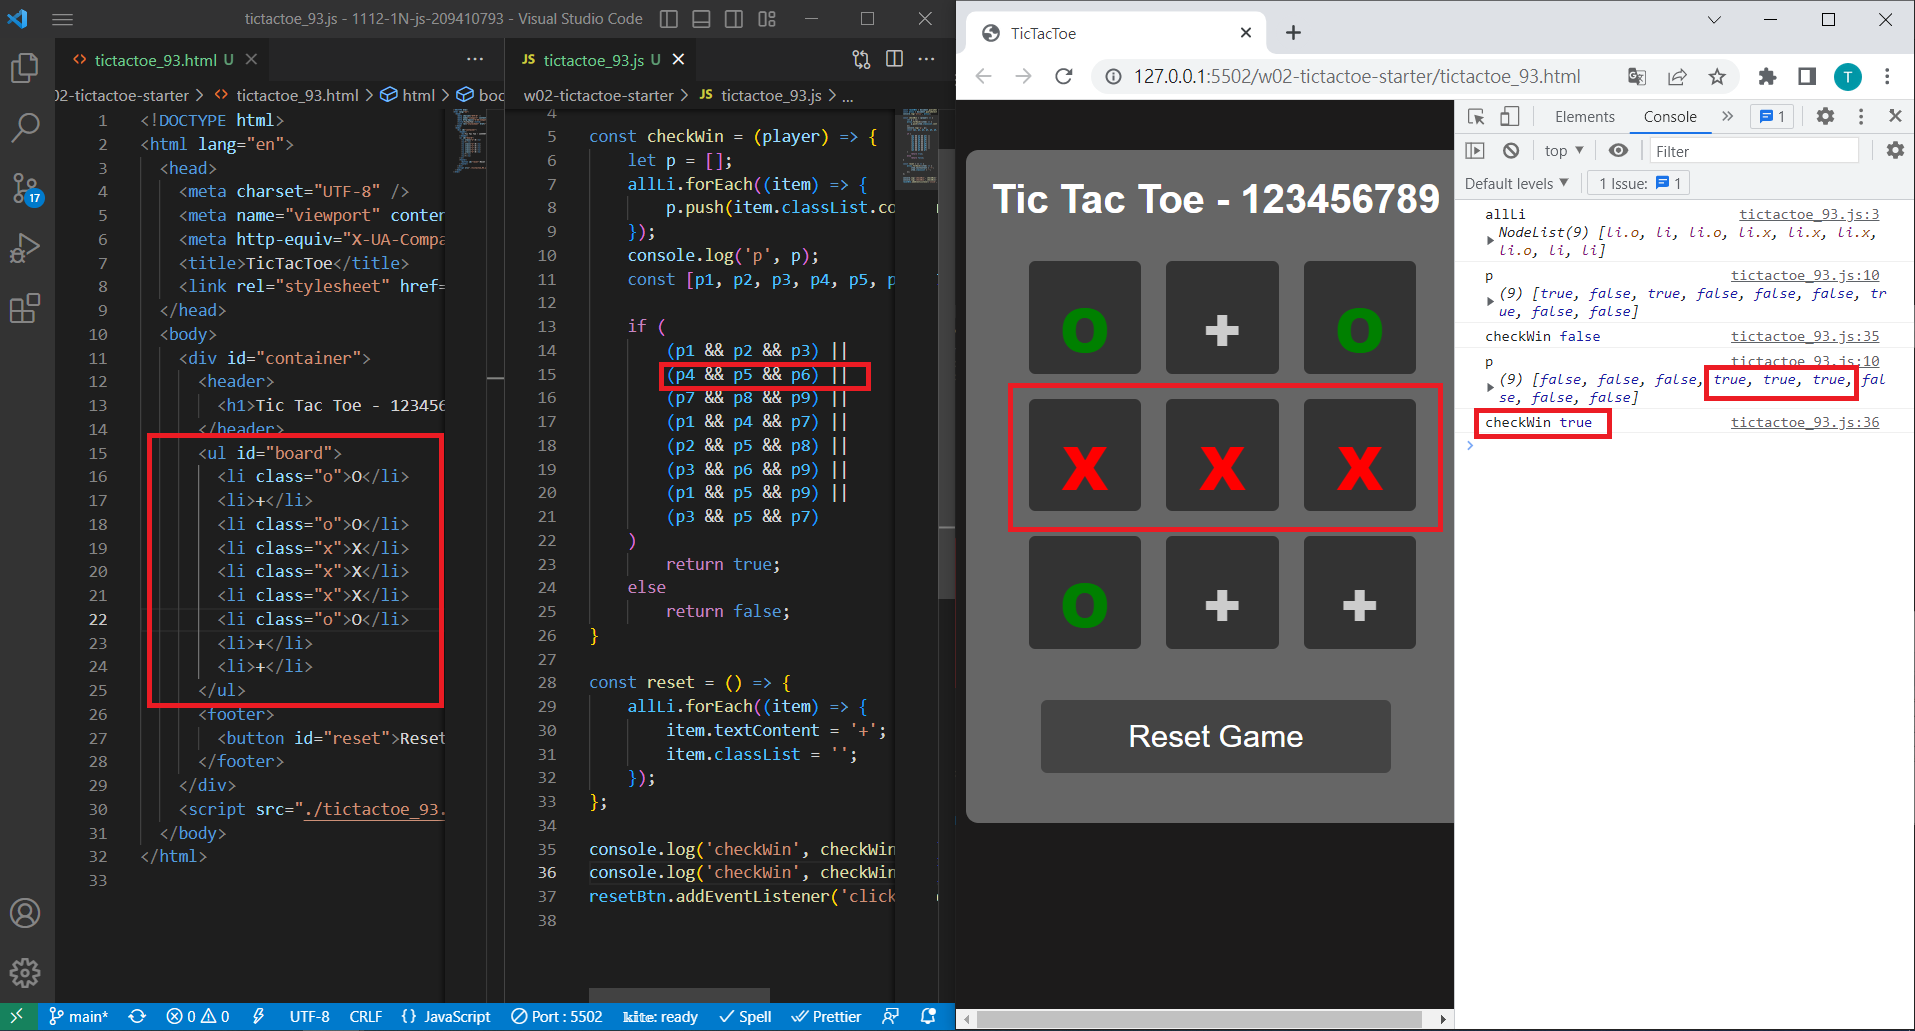 tictactoe_93.js - 1112-1N-js-209410793 - Visual Studio Code
tictactoe_93.html U
02-tictactoe-starter > tictactoe_93.html > html > bod
1 <!DOCTYPE html>
2 <html lang="en">
3 <head>
4 <meta charset="UTF-8" />
5 <meta name="viewport" conten
6 <meta http-equiv="X-UA-Compa
7 <title>TicTacToe</title>
8 <link rel="stylesheet" href=
9 </head>
10 <body>
11 <div id="container">
12 <header>
13 <h1>Tic Tac Toe - 123456
14 </header>
15 <ul id="board">
16 <li class="o">O</li>
17 <li>+</li>
18 <li class="o">O</li>
19 <li class="x">X</li>
20 <li class="x">X</li>
21 <li class="x">X</li>
22 <li class="o">O</li>
23 <li>+</li>
24 <li>+</li>
25 </ul>
26 <footer>
27 <button id="reset">Reset
28 </footer>
29 </div>
30 <script src="./tictactoe_93.
31 </body>
32 </html>
33
JS tictactoe_93.js U
w02-tictactoe-starter > JS tictactoe_93.js > ...
4
5 const checkWin = (player) => {
6 let p = [];
7 allLi.forEach((item) => {
8 p.push(item.classList.co
9 });
10 console.log('p', p);
11 const [p1, p2, p3, p4, p5, p
12
13 if (
14 (p1 && p2 && p3) ||
15 (p4 && p5 && p6) ||
16 (p7 && p8 && p9) ||
17 (p1 && p4 && p7) ||
18 (p2 && p5 && p8) ||
19 (p3 && p6 && p9) ||
20 (p1 && p5 && p9) ||
21 (p3 && p5 && p7)
22 )
23 return true;
24 else
25 return false;
26 }
27
28 const reset = () => {
29 allLi.forEach((item) => {
30 item.textContent = '+';
31 item.classList = '';
32 });
33 };
34
35 console.log('checkWin', checkWin
36 console.log('checkWin', checkWin
37 resetBtn.addEventListener('click
38
17
main* 0 0 UTF-8 CRLF {} JavaScript Port : 5502 kite: ready Spell Prettier
TicTacToe
127.0.0.1:5502/w02-tictactoe-starter/tictactoe_93.html
T
Tic Tac Toe - 123456789
O + O
X X X
O + +
Reset Game
Elements Console » 1
top Filter
Default levels 1 Issue: 1
allLi tictactoe_93.js:3
NodeList(9) [li.o, li, li.o, li.x, li.x, li.x,
li.o, li, li]
p tictactoe_93.js:10
(9) [true, false, true, false, false, false, tr
ue, false, false]
checkWin false tictactoe_93.js:35
p tictactoe_93.js:10
(9) [false, false, false, true, true, true, fal
se, false, false]
checkWin true tictactoe_93.js:36